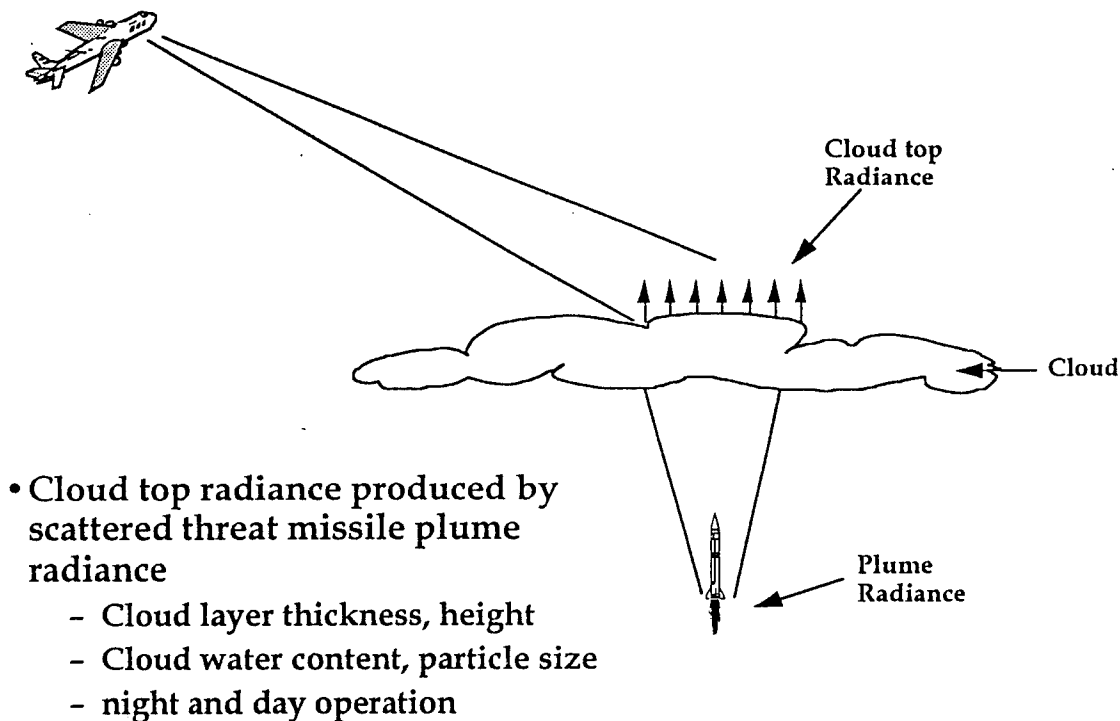 Cloud top
Radiance
Cloud
• Cloud top radiance produced by
scattered threat missile plume
radiance
- Cloud layer thickness, height
- Cloud water content, particle size
- night and day operation
Plume
Radiance